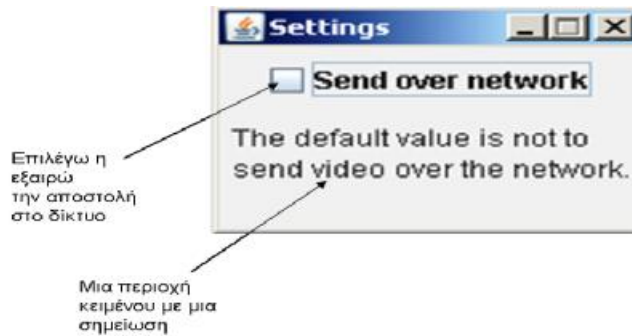 Settings
Send over network
The default value is not to
send video over the network.
Επιλέγω η
εξαιρώ
την αποστολή
στο δίκτυο
Μια περιοχή
κειμένου με μια
σημείωση